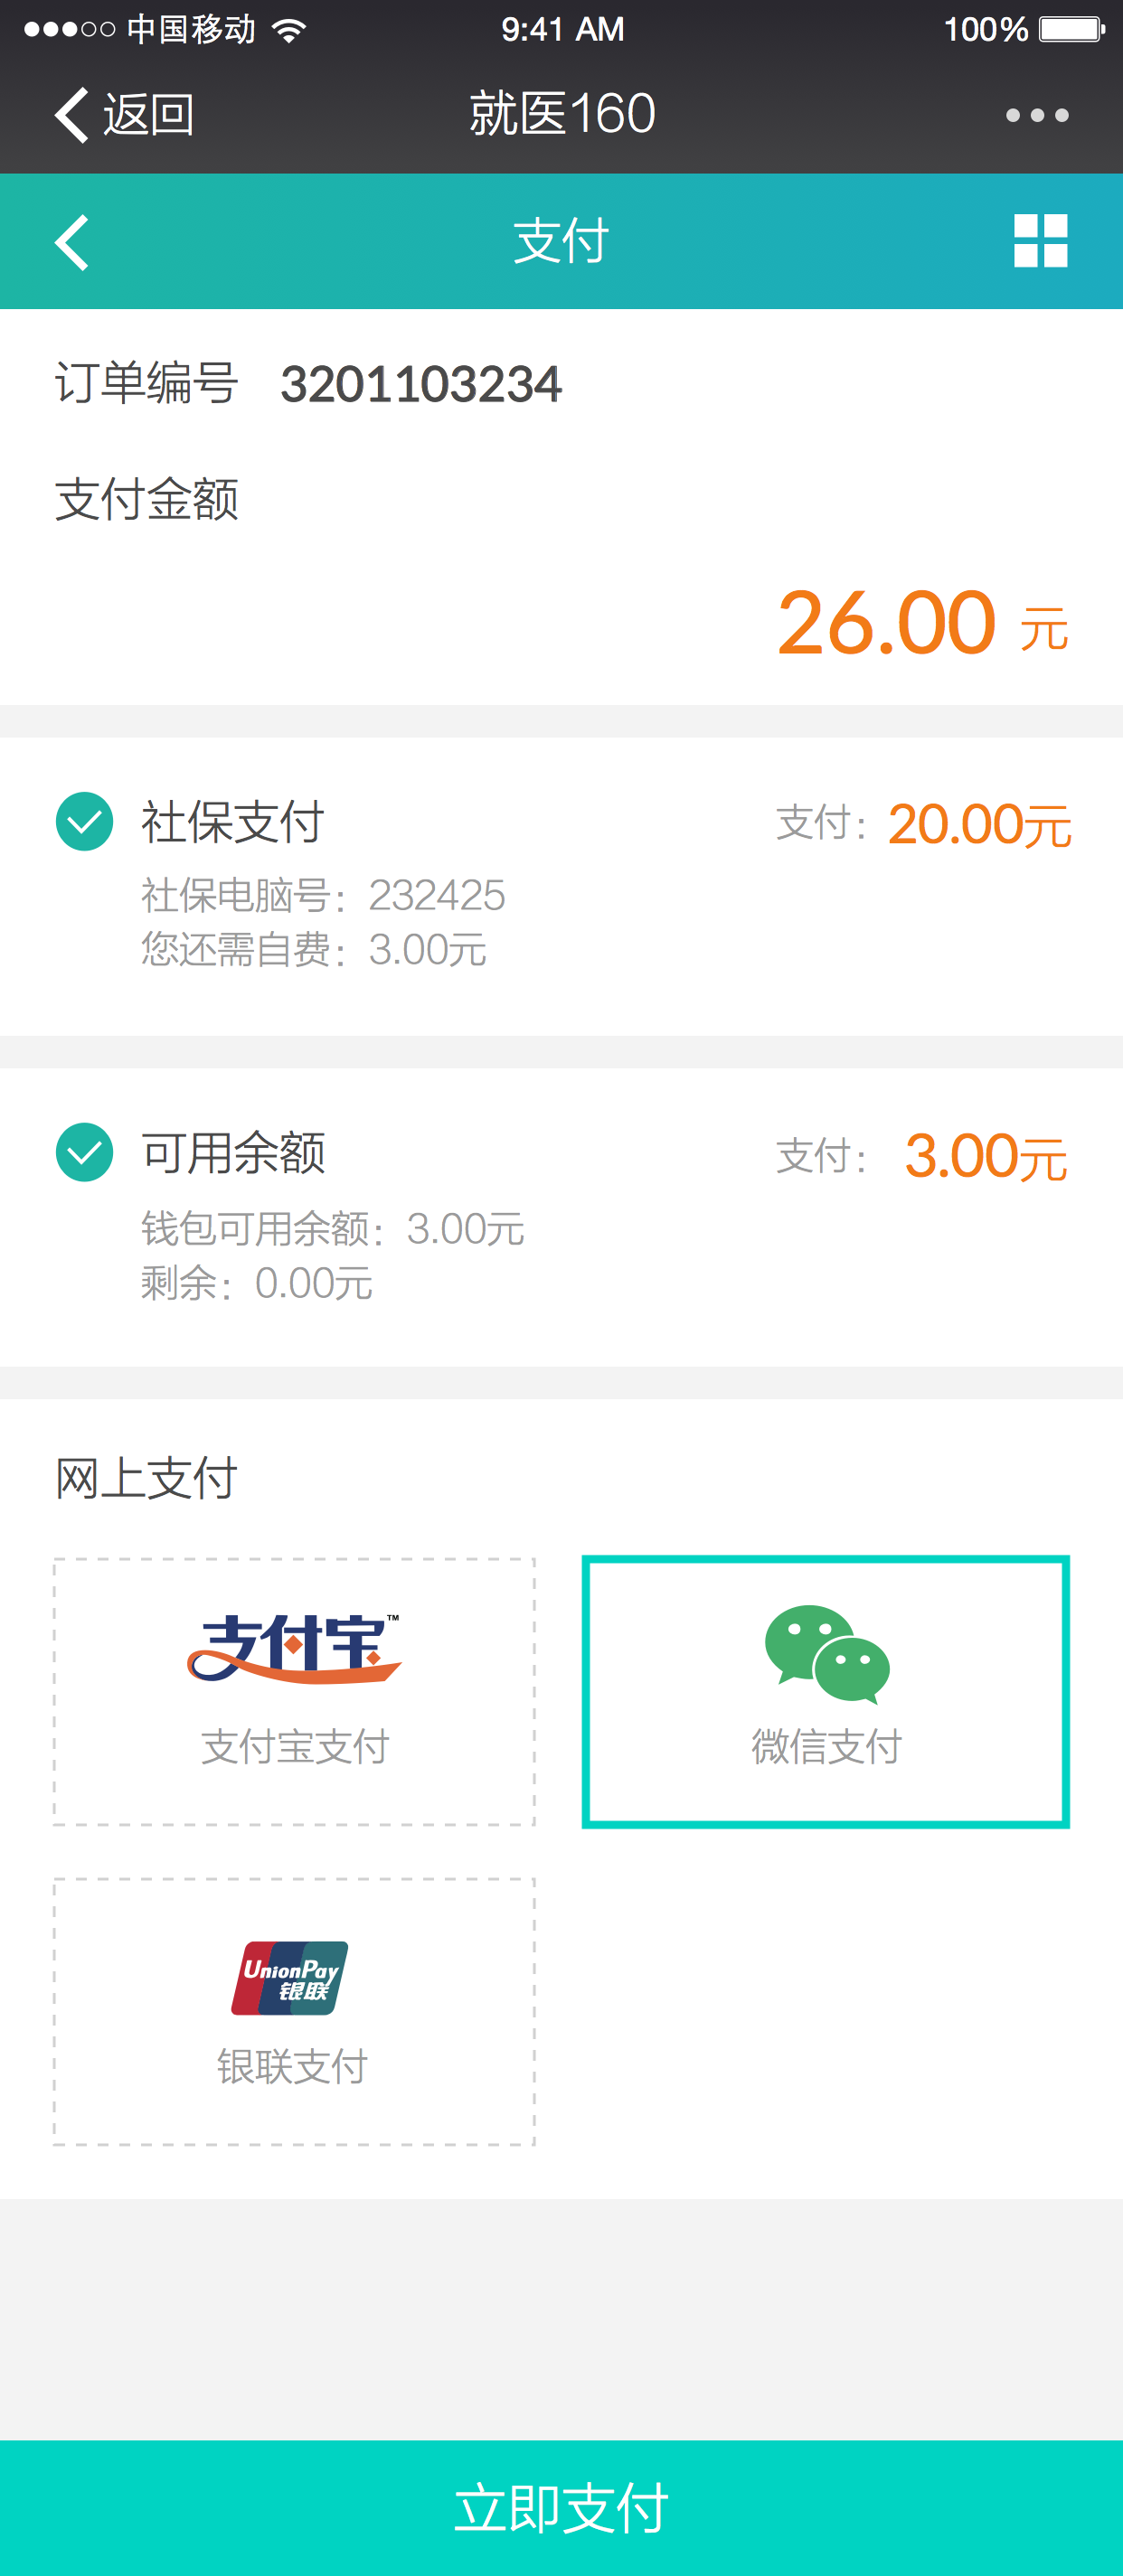 中国移动 9:41 AM 100%
返回 就医160
支付
订单编号 3201103234
支付金额
26.00 元
社保支付 支付：20.00元
社保电脑号：232425
您还需自费：3.00元
可用余额 支付：3.00元
钱包可用余额：3.00元
剩余：0.00元
网上支付
支付宝™
支付宝支付 微信支付
UnionPay
银联
银联支付
立即支付